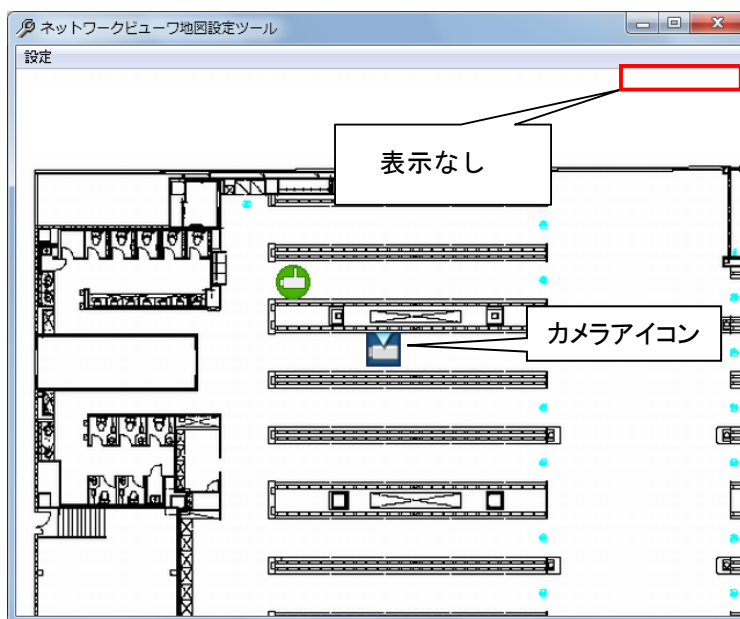 ネットワークビューワ地図設定ツール
設定
表示なし
カメラアイコン